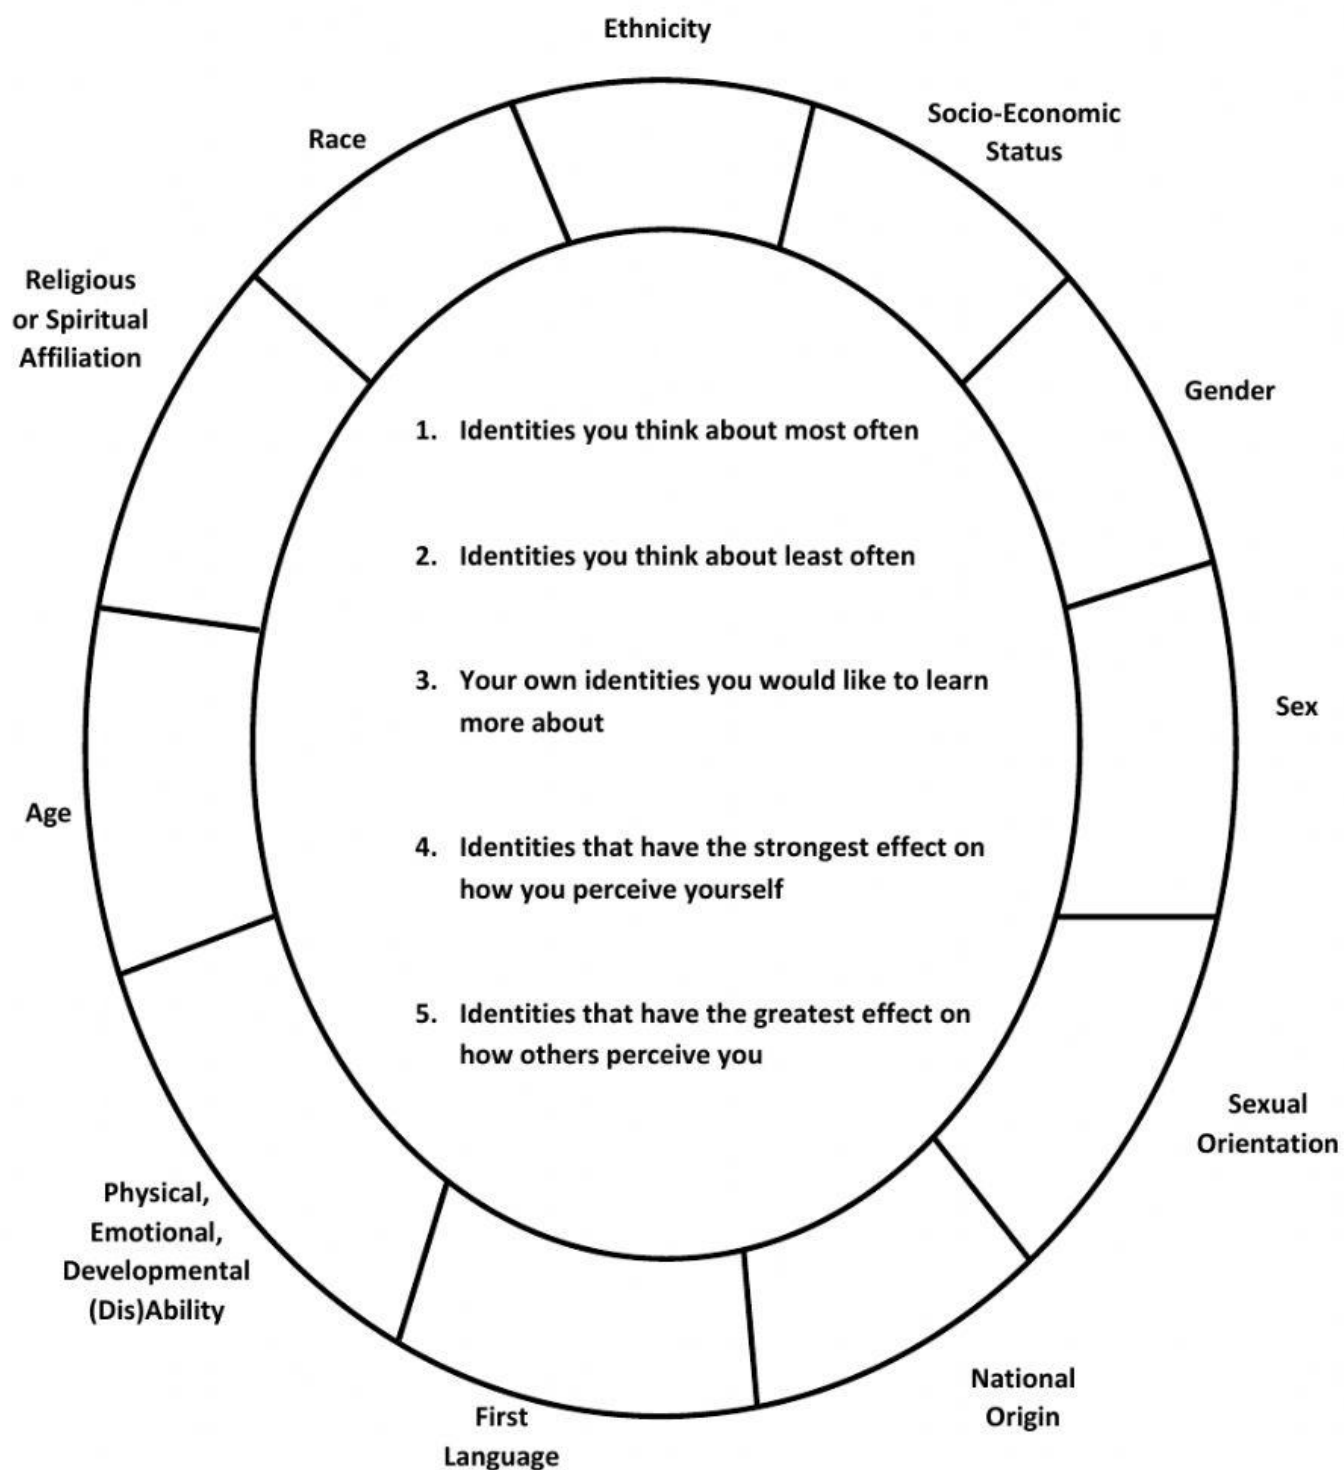 Ethnicity
Socio-Economic
Status
Race
Religious
or Spiritual
Affiliation
Gender
1. Identities you think about most often
2. Identities you think about least often
3. Your own identities you would like to learn
more about
Sex
Age
4. Identities that have the strongest effect on
how you perceive yourself
5. Identities that have the greatest effect on
how others perceive you
Sexual
Orientation
Physical,
Emotional,
Developmental
(Dis)Ability
National
Origin
First
Language